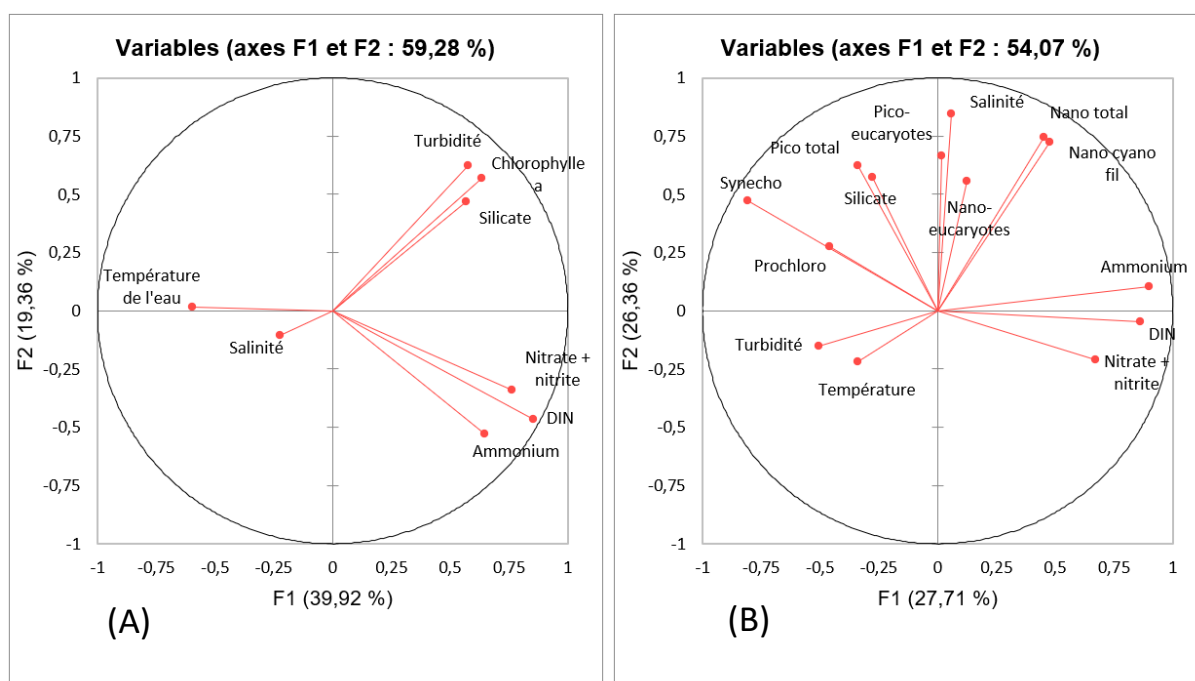 Variables (axes F1 et F2 : 59,28 %)
1
0,75
0,5
0,25
0
-0,25
-0,5
-0,75
-1
F2 (19,36 %)
Turbidité
Chlorophylle
a
Silicate
Température
de l'eau
Salinité
Nitrate +
nitrite
DIN
Ammonium
-1 -0,75 -0,5 -0,25 0 0,25 0,5 0,75 1
F1 (39,92 %)
(A)
Variables (axes F1 et F2 : 54,07 %)
1
0,75
0,5
0,25
0
-0,25
-0,5
-0,75
-1
F2 (26,36 %)
Pico-
eucaryotes
Salinité
Nano total
Pico total
Nano cyano
fil
Synecho
Silicate
Nano-
eucaryotes
Prochloro
Ammonium
DIN
Turbidité
Température
Nitrate +
nitrite
-1 -0,75 -0,5 -0,25 0 0,25 0,5 0,75 1
F1 (27,71 %)
(B)